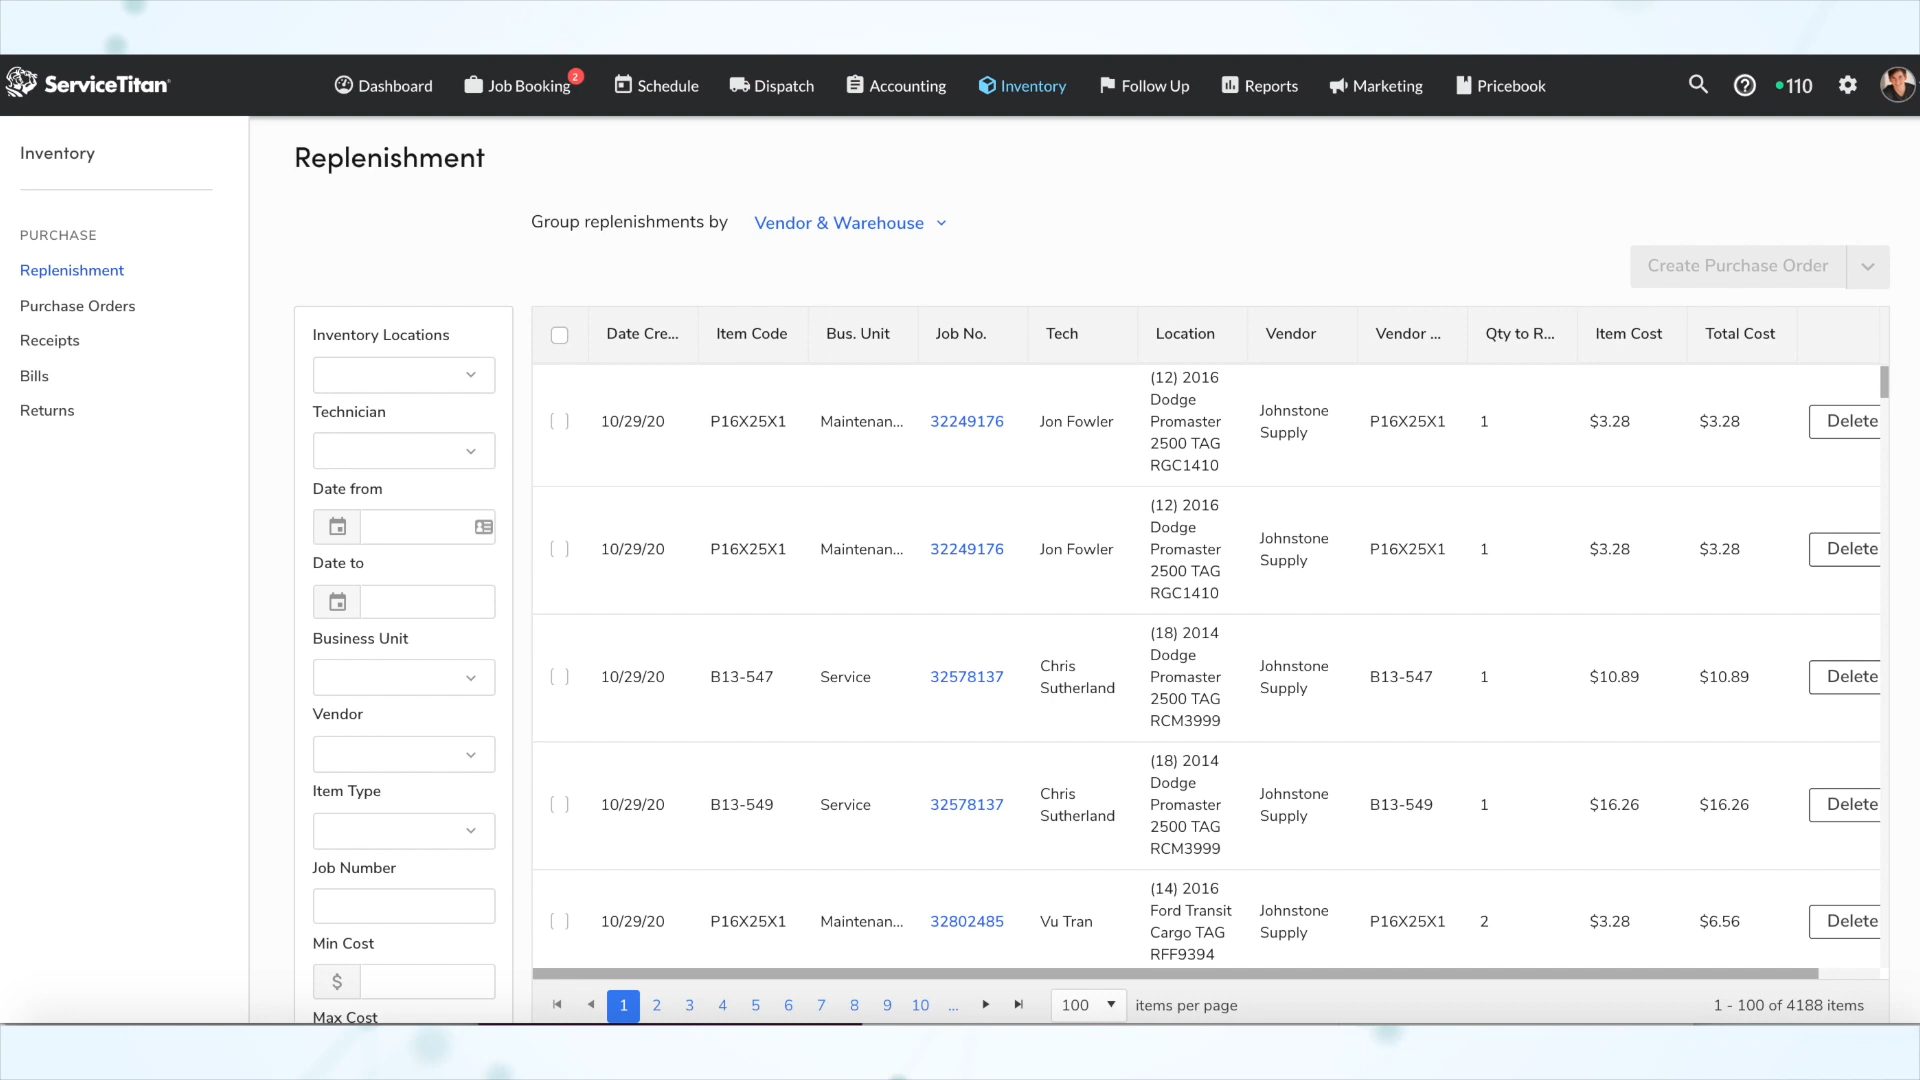 ServiceTitan
Dashboard
Job Booking
2
Schedule
Dispatch
Accounting
Inventory
Follow Up
Reports
Marketing
Pricebook
110
Inventory
PURCHASE
Replenishment
Purchase Orders
Receipts
Bills
Returns
Replenishment
Group replenishments by Vendor & Warehouse
Create Purchase Order
Inventory Locations
Technician
Date from
Date to
Business Unit
Vendor
Item Type
Job Number
Min Cost
$
Max Cost
Date Cre... Item Code Bus. Unit Job No. Tech Location Vendor Vendor ... Qty to R... Item Cost Total Cost
10/29/20 P16X25X1 Maintenan... 32249176 Jon Fowler
(12) 2016
Dodge
Promaster
2500 TAG
RGC1410
Johnstone
Supply
P16X25X1 1 $3.28 $3.28 Delete
10/29/20 P16X25X1 Maintenan... 32249176 Jon Fowler
(12) 2016
Dodge
Promaster
2500 TAG
RGC1410
Johnstone
Supply
P16X25X1 1 $3.28 $3.28 Delete
10/29/20 B13-547 Service 32578137
Chris
Sutherland
(18) 2014
Dodge
Promaster
2500 TAG
RCM3999
Johnstone
Supply
B13-547 1 $10.89 $10.89 Delete
10/29/20 B13-549 Service 32578137
Chris
Sutherland
(18) 2014
Dodge
Promaster
2500 TAG
RCM3999
Johnstone
Supply
B13-549 1 $16.26 $16.26 Delete
10/29/20 P16X25X1 Maintenan... 32802485 Vu Tran
(14) 2016
Ford Transit
Cargo TAG
RFF9394
Johnstone
Supply
P16X25X1 2 $3.28 $6.56 Delete
1 2 3 4 5 6 7 8 9 10 ... 100 items per page 1 - 100 of 4188 items